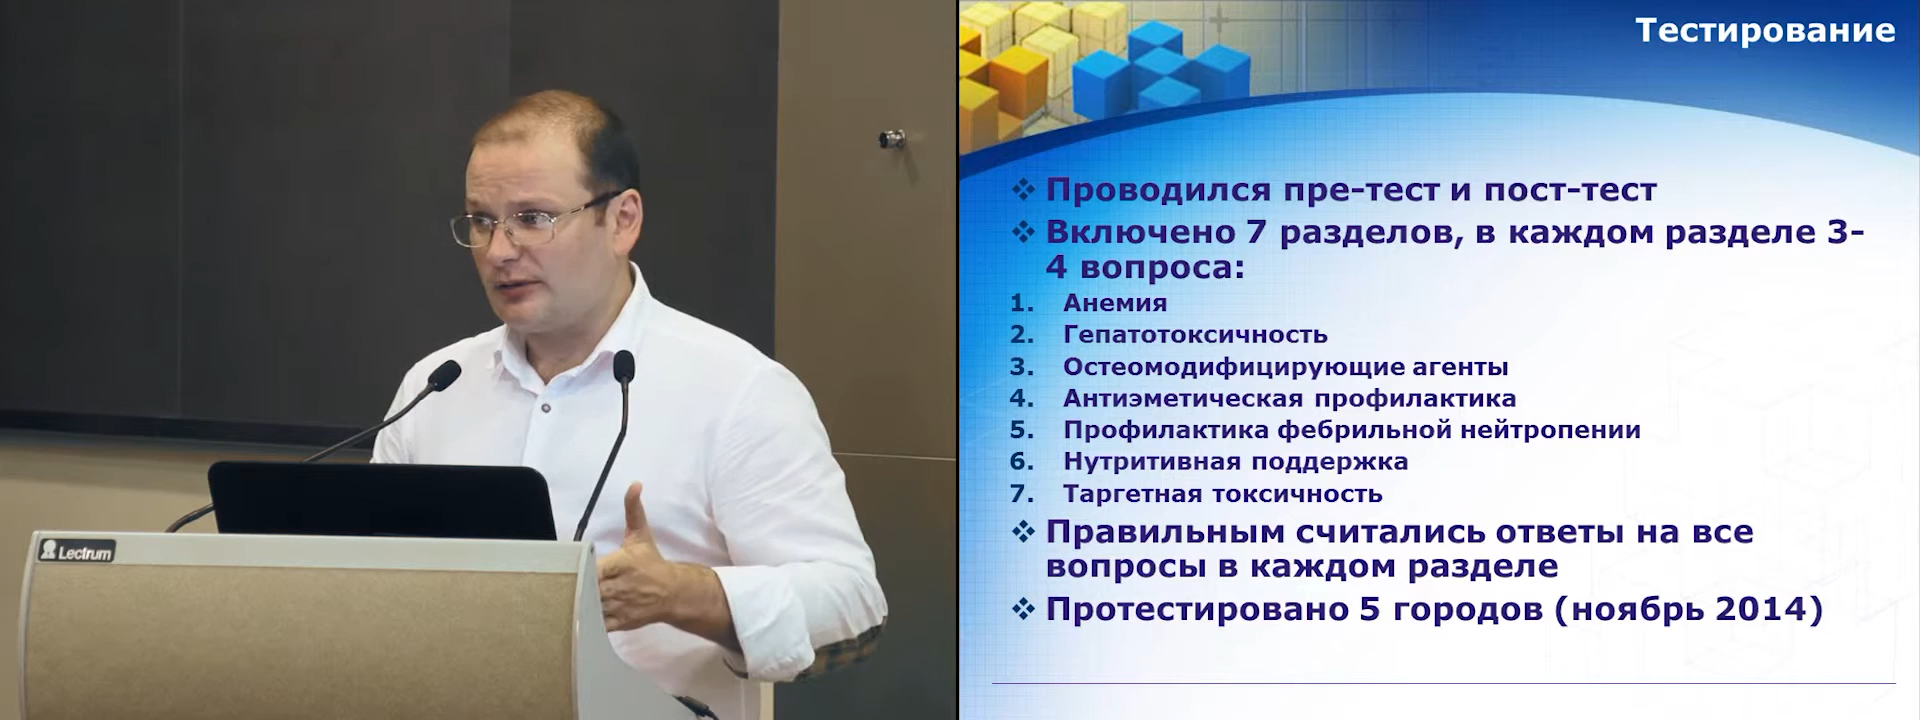 Lectrum
Тестирование
Проводился пре-тест и пост-тест
Включено 7 разделов, в каждом разделе 3-
4 вопроса:
1. Анемия
2. Гепатотоксичность
3. Остеомодифицирующие агенты
4. Антиэметическая профилактика
5. Профилактика фебрильной нейтропении
6. Нутритивная поддержка
7. Таргетная токсичность
Правильным считались ответы на все
вопросы в каждом разделе
Протестировано 5 городов (ноябрь 2014)